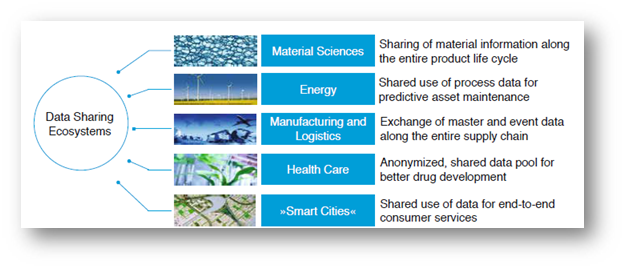 Data Sharing
Ecosystems
Material Sciences
Sharing of material information along
the entire product life cycle
Energy
Shared use of process data for
predictive asset maintenance
Manufacturing and
Logistics
Exchange of master and event data
along the entire supply chain
Health Care
Anonymized, shared data pool for
better drug development
»Smart Cities«
Shared use of data for end-to-end
consumer services